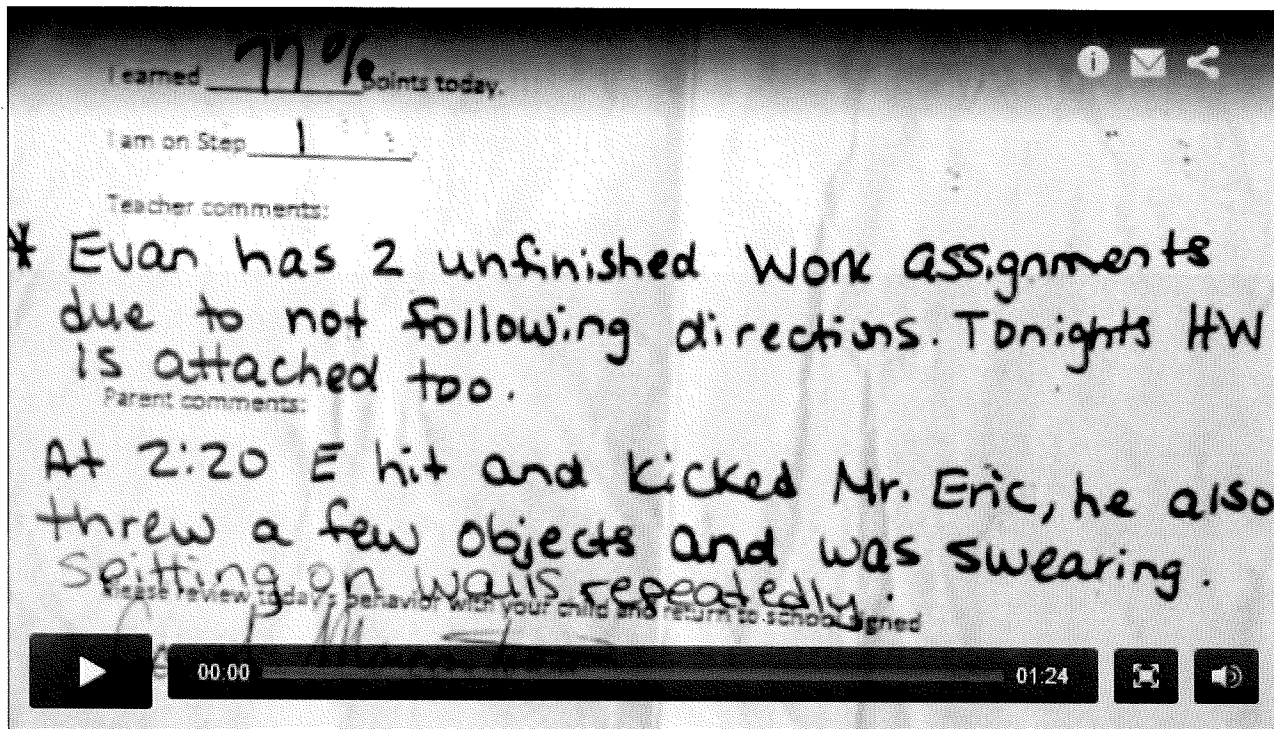 I earned 77% points today.
I am on Step 1
Teacher comments:
* Evan has 2 unfinished work assignments
due to not following directions. Tonights HW
is attached too.
Parent comments:
At 2:20 E hit and kicked Mr. Eric, he also
threw a few objects and was swearing.
Spitting on walls repeatedly.
Please review today's behavior with your child and return to school signed
00:00
01:24